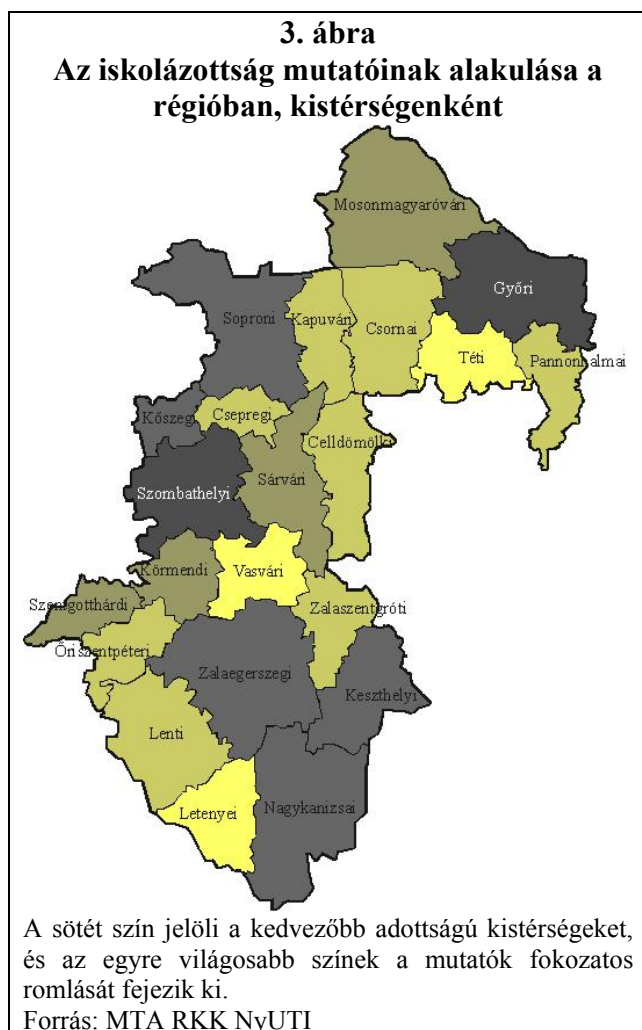 3. ábra
Az iskolázottság mutatóinak alakulása a
régióban, kistérségenként
Mosonmagyaróvári
Győri
Soproni
Kapuvári
Csornai
Téti
Pannonhalmai
Kőszegi
Csepregi
Celldömölki
Sárvári
Szombathelyi
Körmendi
Vasvári
Szentgotthárdi
Zalaszentgróti
Őriszentpéteri
Zalaegerszegi
Keszthelyi
Lenti
Letenyei
Nagykanizsai
A sötét szín jelöli a kedvezőbb adottságú kistérségeket,
és az egyre világosabb színek a mutatók fokozatos
romlását fejezik ki.
Forrás: MTA RKK NyUTI